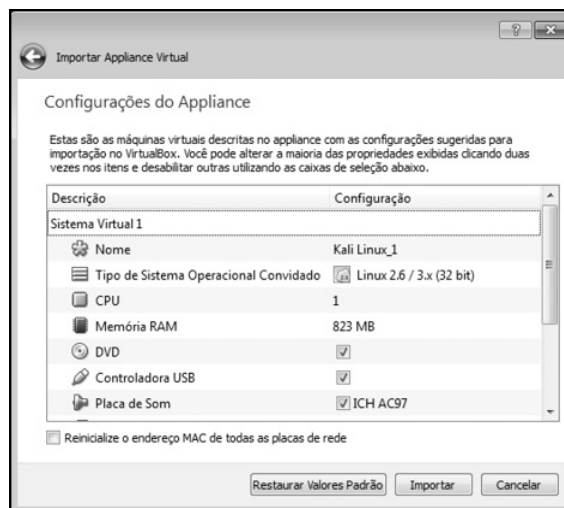 Importar Appliance Virtual
Configurações do Appliance
Estas são as máquinas virtuais descritas no appliance com as configurações sugeridas para
importação no VirtualBox. Você pode alterar a maioria das propriedades exibidas clicando duas
vezes nos itens e desabilitar outras utilizando as caixas de seleção abaixo.
Descrição Configuração
Sistema Virtual 1
Nome Kali Linux_1
Tipo de Sistema Operacional Convidado Linux 2.6 / 3.x (32 bit)
CPU 1
Memória RAM 823 MB
DVD
Controladora USB
Placa de Som ICH AC97
Reinicialize o endereço MAC de todas as placas de rede
Restaurar Valores Padrão Importar Cancelar